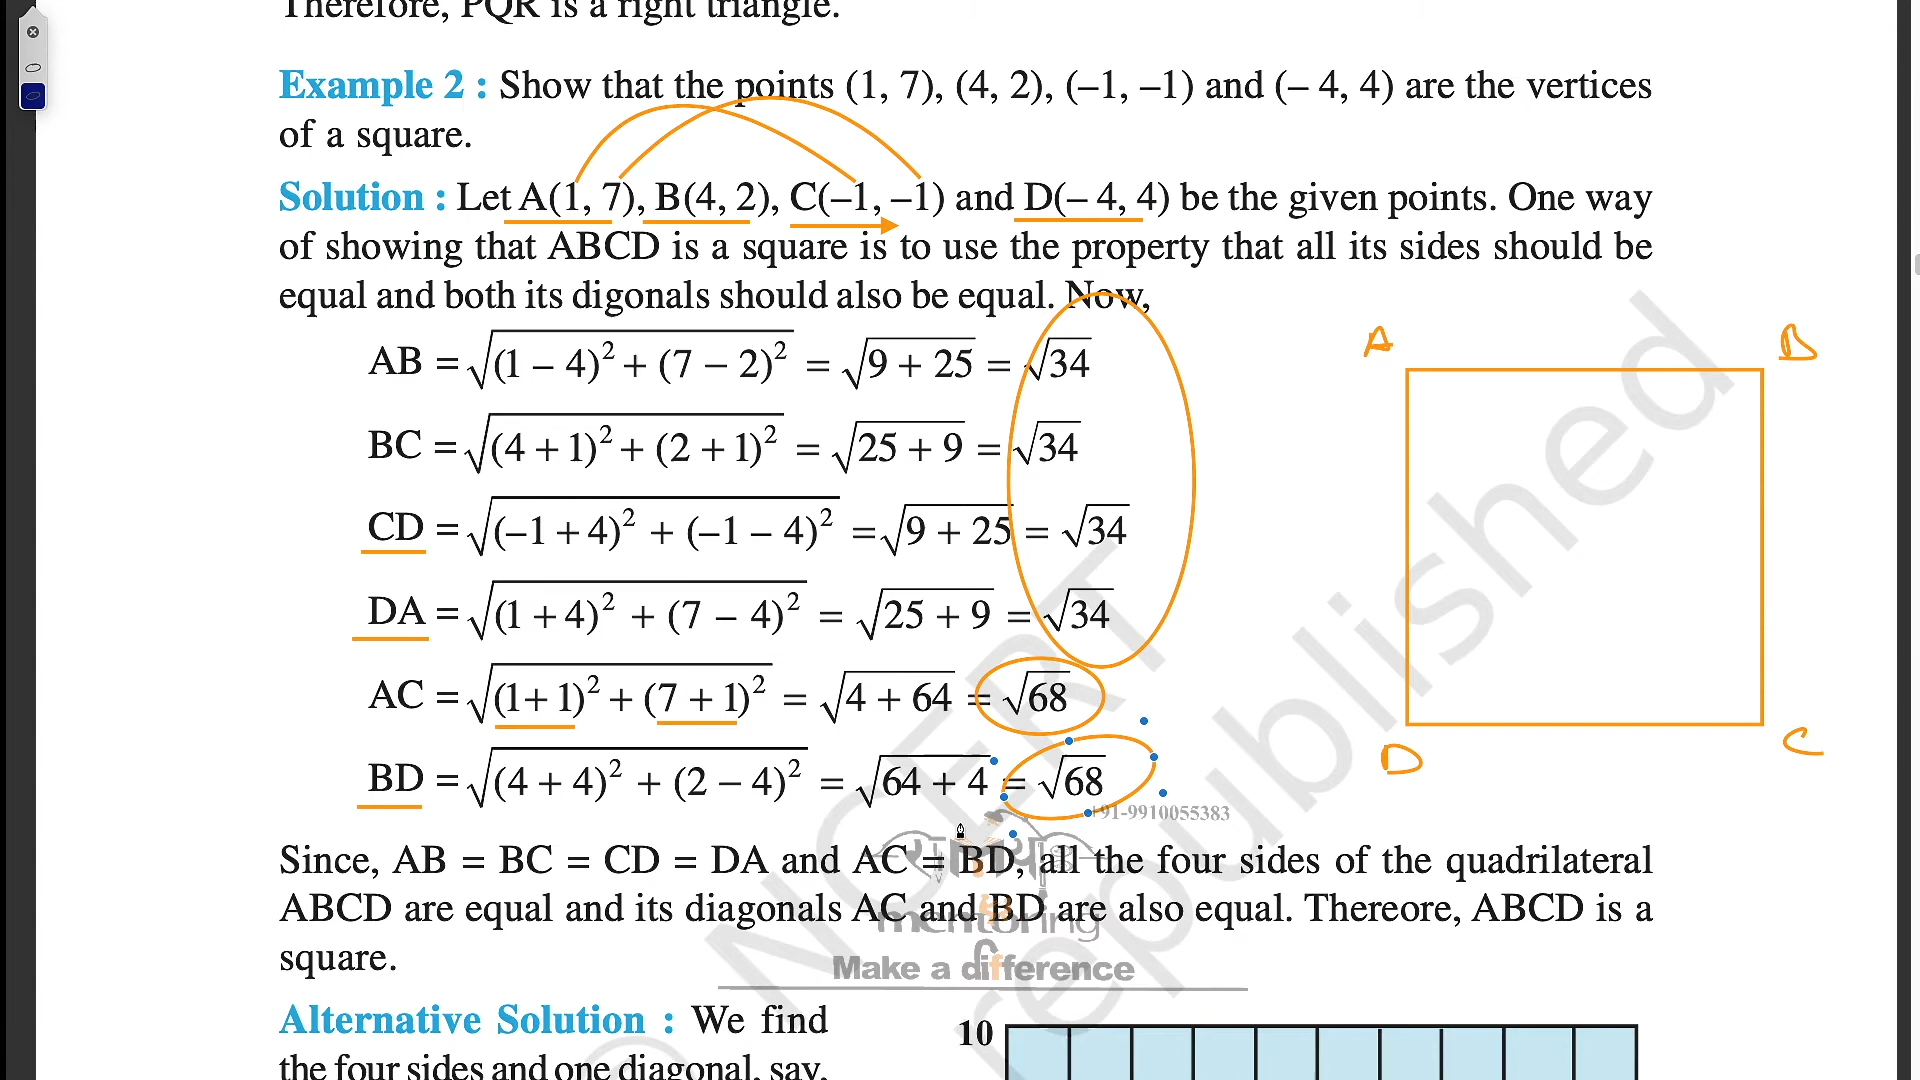 Therefore, PQR is a right triangle.
Example 2 : Show that the points (1, 7), (4, 2), (–1, –1) and (– 4, 4) are the vertices
of a square.
Solution : Let A(1, 7), B(4, 2), C(–1, –1) and D(– 4, 4) be the given points. One way
of showing that ABCD is a square is to use the property that all its sides should be
equal and both its digonals should also be equal. Now,
AB = √((1 – 4)² + (7 – 2)²) = √(9 + 25) = √34
BC = √((4 + 1)² + (2 + 1)²) = √(25 + 9) = √34
CD = √((–1 + 4)² + (–1 – 4)²) = √(9 + 25) = √34
DA = √((1 + 4)² + (7 – 4)²) = √(25 + 9) = √34
AC = √((1+ 1)² + (7 + 1)²) = √(4 + 64) = √68
BD = √((4 + 4)² + (2 – 4)²) = √(64 + 4) = √68
A
B
D
C
+91-9910055383
Since, AB = BC = CD = DA and AC = BD, all the four sides of the quadrilateral
ABCD are equal and its diagonals AC and BD are also equal. Thereore, ABCD is a
square.
mentoring
Make a difference
Alternative Solution : We find
the four sides and one diagonal, say,
10
© NCERT
republished